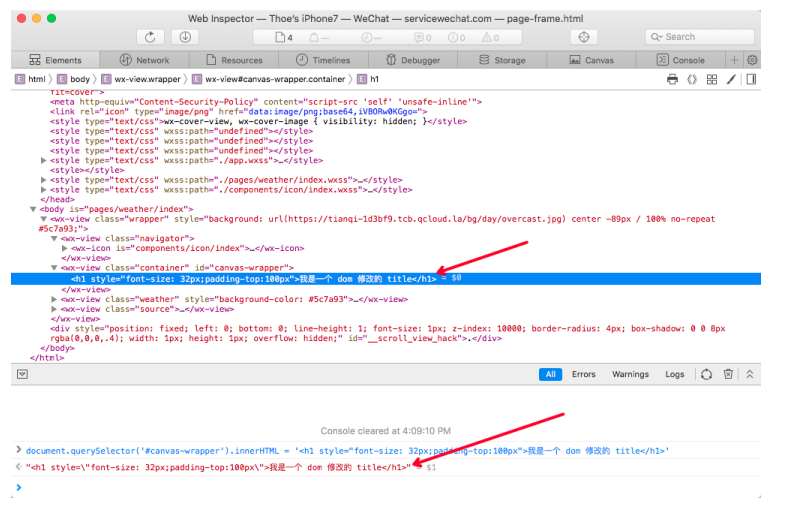 Web Inspector — Thoe's iPhone7 — WeChat — servicewechat.com — page-frame.html
4 — — 0 0 0 Search
Elements Network Resources Timelines Debugger Storage Canvas Console +
E html 〉 E body 〉 E wx-view.wrapper 〉 E wx-view#canvas-wrapper.container 〉 E h1
fit=cover">
<meta http-equiv="Content-Security-Policy" content="script-src 'self' 'unsafe-inline'">
<link rel="icon" type="image/png" href="data:image/png;base64,iVBORw0KGgo=">
<style type="text/css">wx-cover-view, wx-cover-image { visibility: hidden; }</style>
<style type="text/css" wxss:path="undefined"></style>
<style type="text/css" wxss:path="undefined"></style>
<style type="text/css" wxss:path="undefined"></style>
▶ <style type="text/css" wxss:path="./app.wxss">…</style>
<style></style>
▶ <style type="text/css" wxss:path="./pages/weather/index.wxss">…</style>
▶ <style type="text/css" wxss:path="./components/icon/index.wxss">…</style>
</head>
▼ <body is="pages/weather/index">
▼ <wx-view class="wrapper" style="background: url(https://tianqi-1d3bf9.tcb.qcloud.la/bg/day/overcast.jpg) center -89px / 100% no-repeat
#5c7a93;">
▼ <wx-view class="navigator">
▶ <wx-icon is="components/icon/index">…</wx-icon>
</wx-view>
▼ <wx-view class="container" id="canvas-wrapper">
<h1 style="font-size: 32px;padding-top:100px">我是一个 dom 修改的 title</h1> = $0
</wx-view>
▶ <wx-view class="weather" style="background-color: #5c7a93">…</wx-view>
▶ <wx-view class="source">…</wx-view>
</wx-view>
<div style="position: fixed; left: 0; bottom: 0; line-height: 1; font-size: 1px; z-index: 10000; border-radius: 4px; box-shadow: 0 0 8px
rgba(0,0,0,.4); width: 1px; height: 1px; overflow: hidden;" id="__scroll_view_hack">.</div>
</body>
</html>
All Errors Warnings Logs
Console cleared at 4:09:10 PM
> document.querySelector('#canvas-wrapper').innerHTML = '<h1 style="font-size: 32px;padding-top:100px">我是一个 dom 修改的 title</h1>'
"<h1 style=\"font-size: 32px;padding-top:100px\">我是一个 dom 修改的 title</h1>" = $1
>